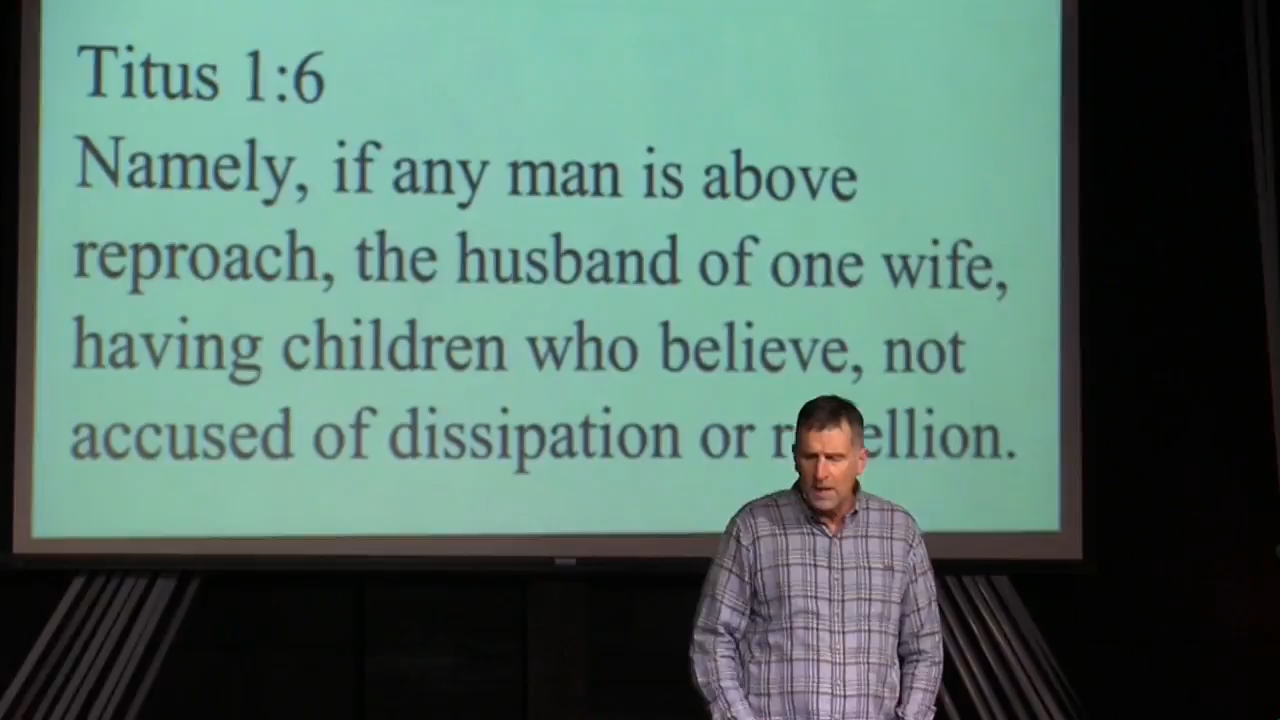 Titus 1:6
Namely, if any man is above
reproach, the husband of one wife,
having children who believe, not
accused of dissipation or